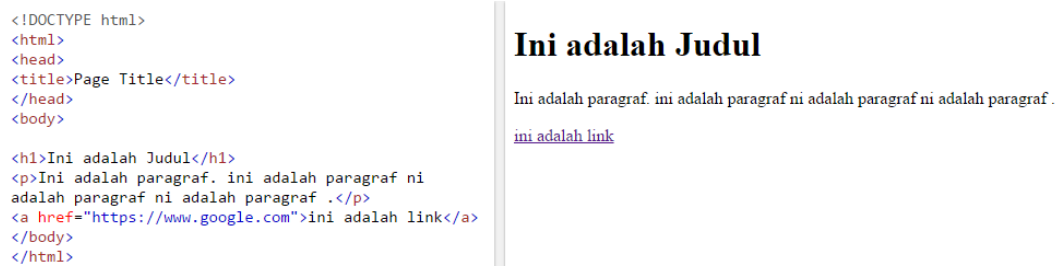 <!DOCTYPE html>
<html>
<head>
<title>Page Title</title>
</head>
<body>
<h1>Ini adalah Judul</h1>
<p>Ini adalah paragraf. ini adalah paragraf ni
adalah paragraf ni adalah paragraf .</p>
<a href="https://www.google.com">ini adalah link</a>
</body>
</html>
Ini adalah Judul
Ini adalah paragraf. ini adalah paragraf ni adalah paragraf ni adalah paragraf .
ini adalah link